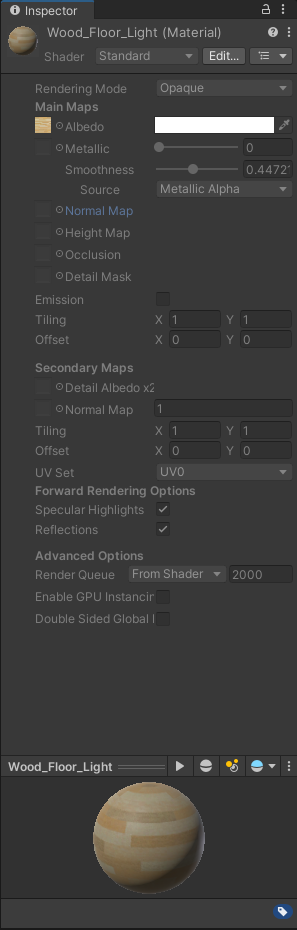 Inspector
Wood_Floor_Light (Material)
Shader Standard Edit...
Rendering Mode Opaque
Main Maps
Albedo
Metallic 0
Smoothness 0.4472
Source Metallic Alpha
Normal Map
Height Map
Occlusion
Detail Mask
Emission
Tiling X 1 Y 1
Offset X 0 Y 0
Secondary Maps
Detail Albedo x2
Normal Map 1
Tiling X 1 Y 1
Offset X 0 Y 0
UV Set UV0
Forward Rendering Options
Specular Highlights
Reflections
Advanced Options
Render Queue From Shader 2000
Enable GPU Instancin
Double Sided Global I
Wood_Floor_Light